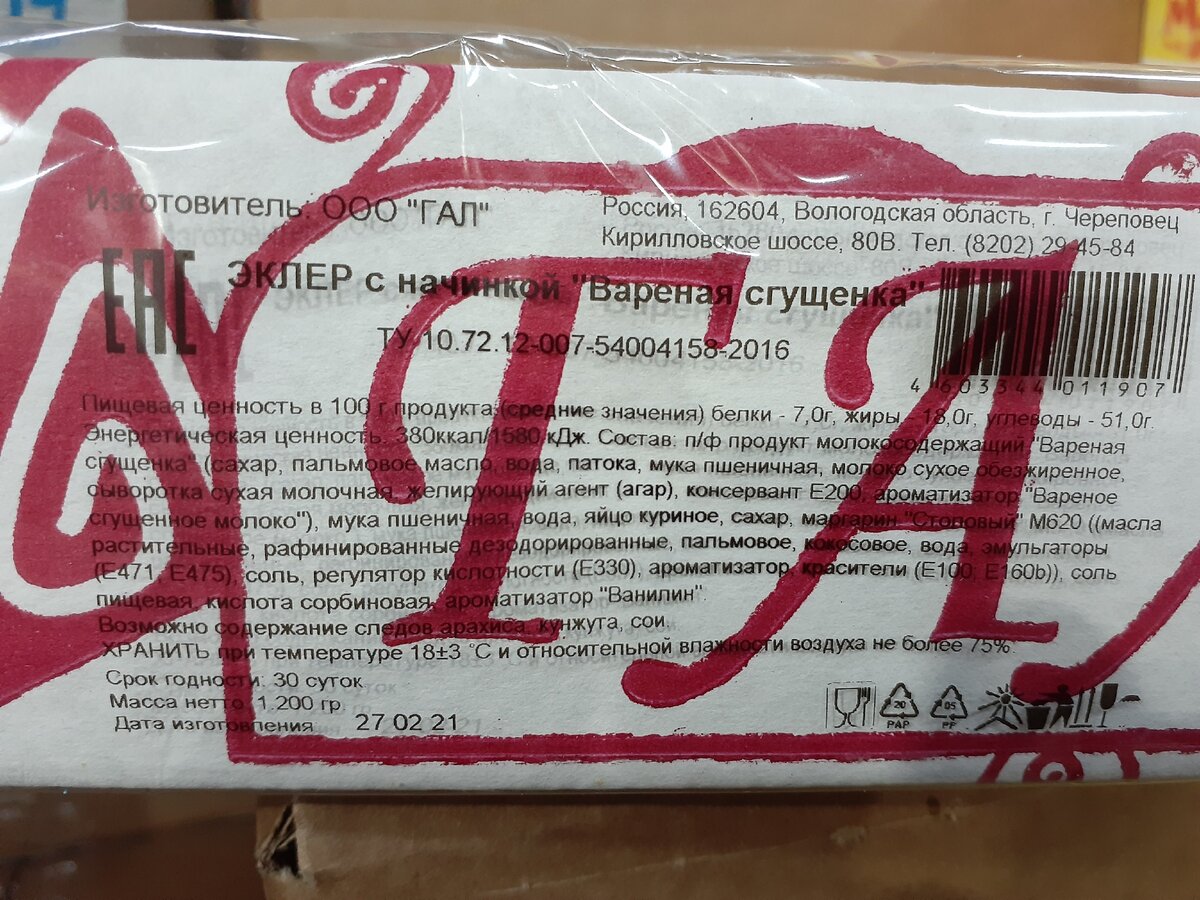 Изготовитель: ООО "ГАЛ"
Россия, 162604, Вологодская область, г. Череповец
Кирилловское шоссе, 80В. Тел. (8202) 29-45-84
ЕАС
ЭКЛЕР с начинкой "Вареная сгущенка"
ТУ 10.72.12-007-54004158-2016
4 603344 011907
Пищевая ценность в 100 г продукта (средние значения) белки - 7,0г, жиры - 18,0г, углеводы - 51,0г.
Энергетическая ценность: 380ккал/1580 кДж. Состав: п/ф продукт молокосодержащий "Вареная
сгущенка" (сахар, пальмовое масло, вода, патока, мука пшеничная, молоко сухое обезжиренное,
сыворотка сухая молочная, желирующий агент (агар), консервант Е200, ароматизатор "Вареное
сгущенное молоко"), мука пшеничная, вода, яйцо куриное, сахар, маргарин "Столовый" М620 ((масла
растительные, рафинированные дезодорированные, пальмовое, кокосовое, вода, эмульгаторы
(Е471, Е475), соль, регулятор кислотности (Е330), ароматизатор, красители (Е100, Е160b)), соль
пищевая, кислота сорбиновая, ароматизатор "Ванилин".
Возможно содержание следов арахиса, кунжута, сои.
ХРАНИТЬ при температуре 18±3 °С и относительной влажности воздуха не более 75%.
Срок годности: 30 суток
Масса нетто 1.200 гр
Дата изготовления 27 02 21
20
PAP
05
PP
ГА